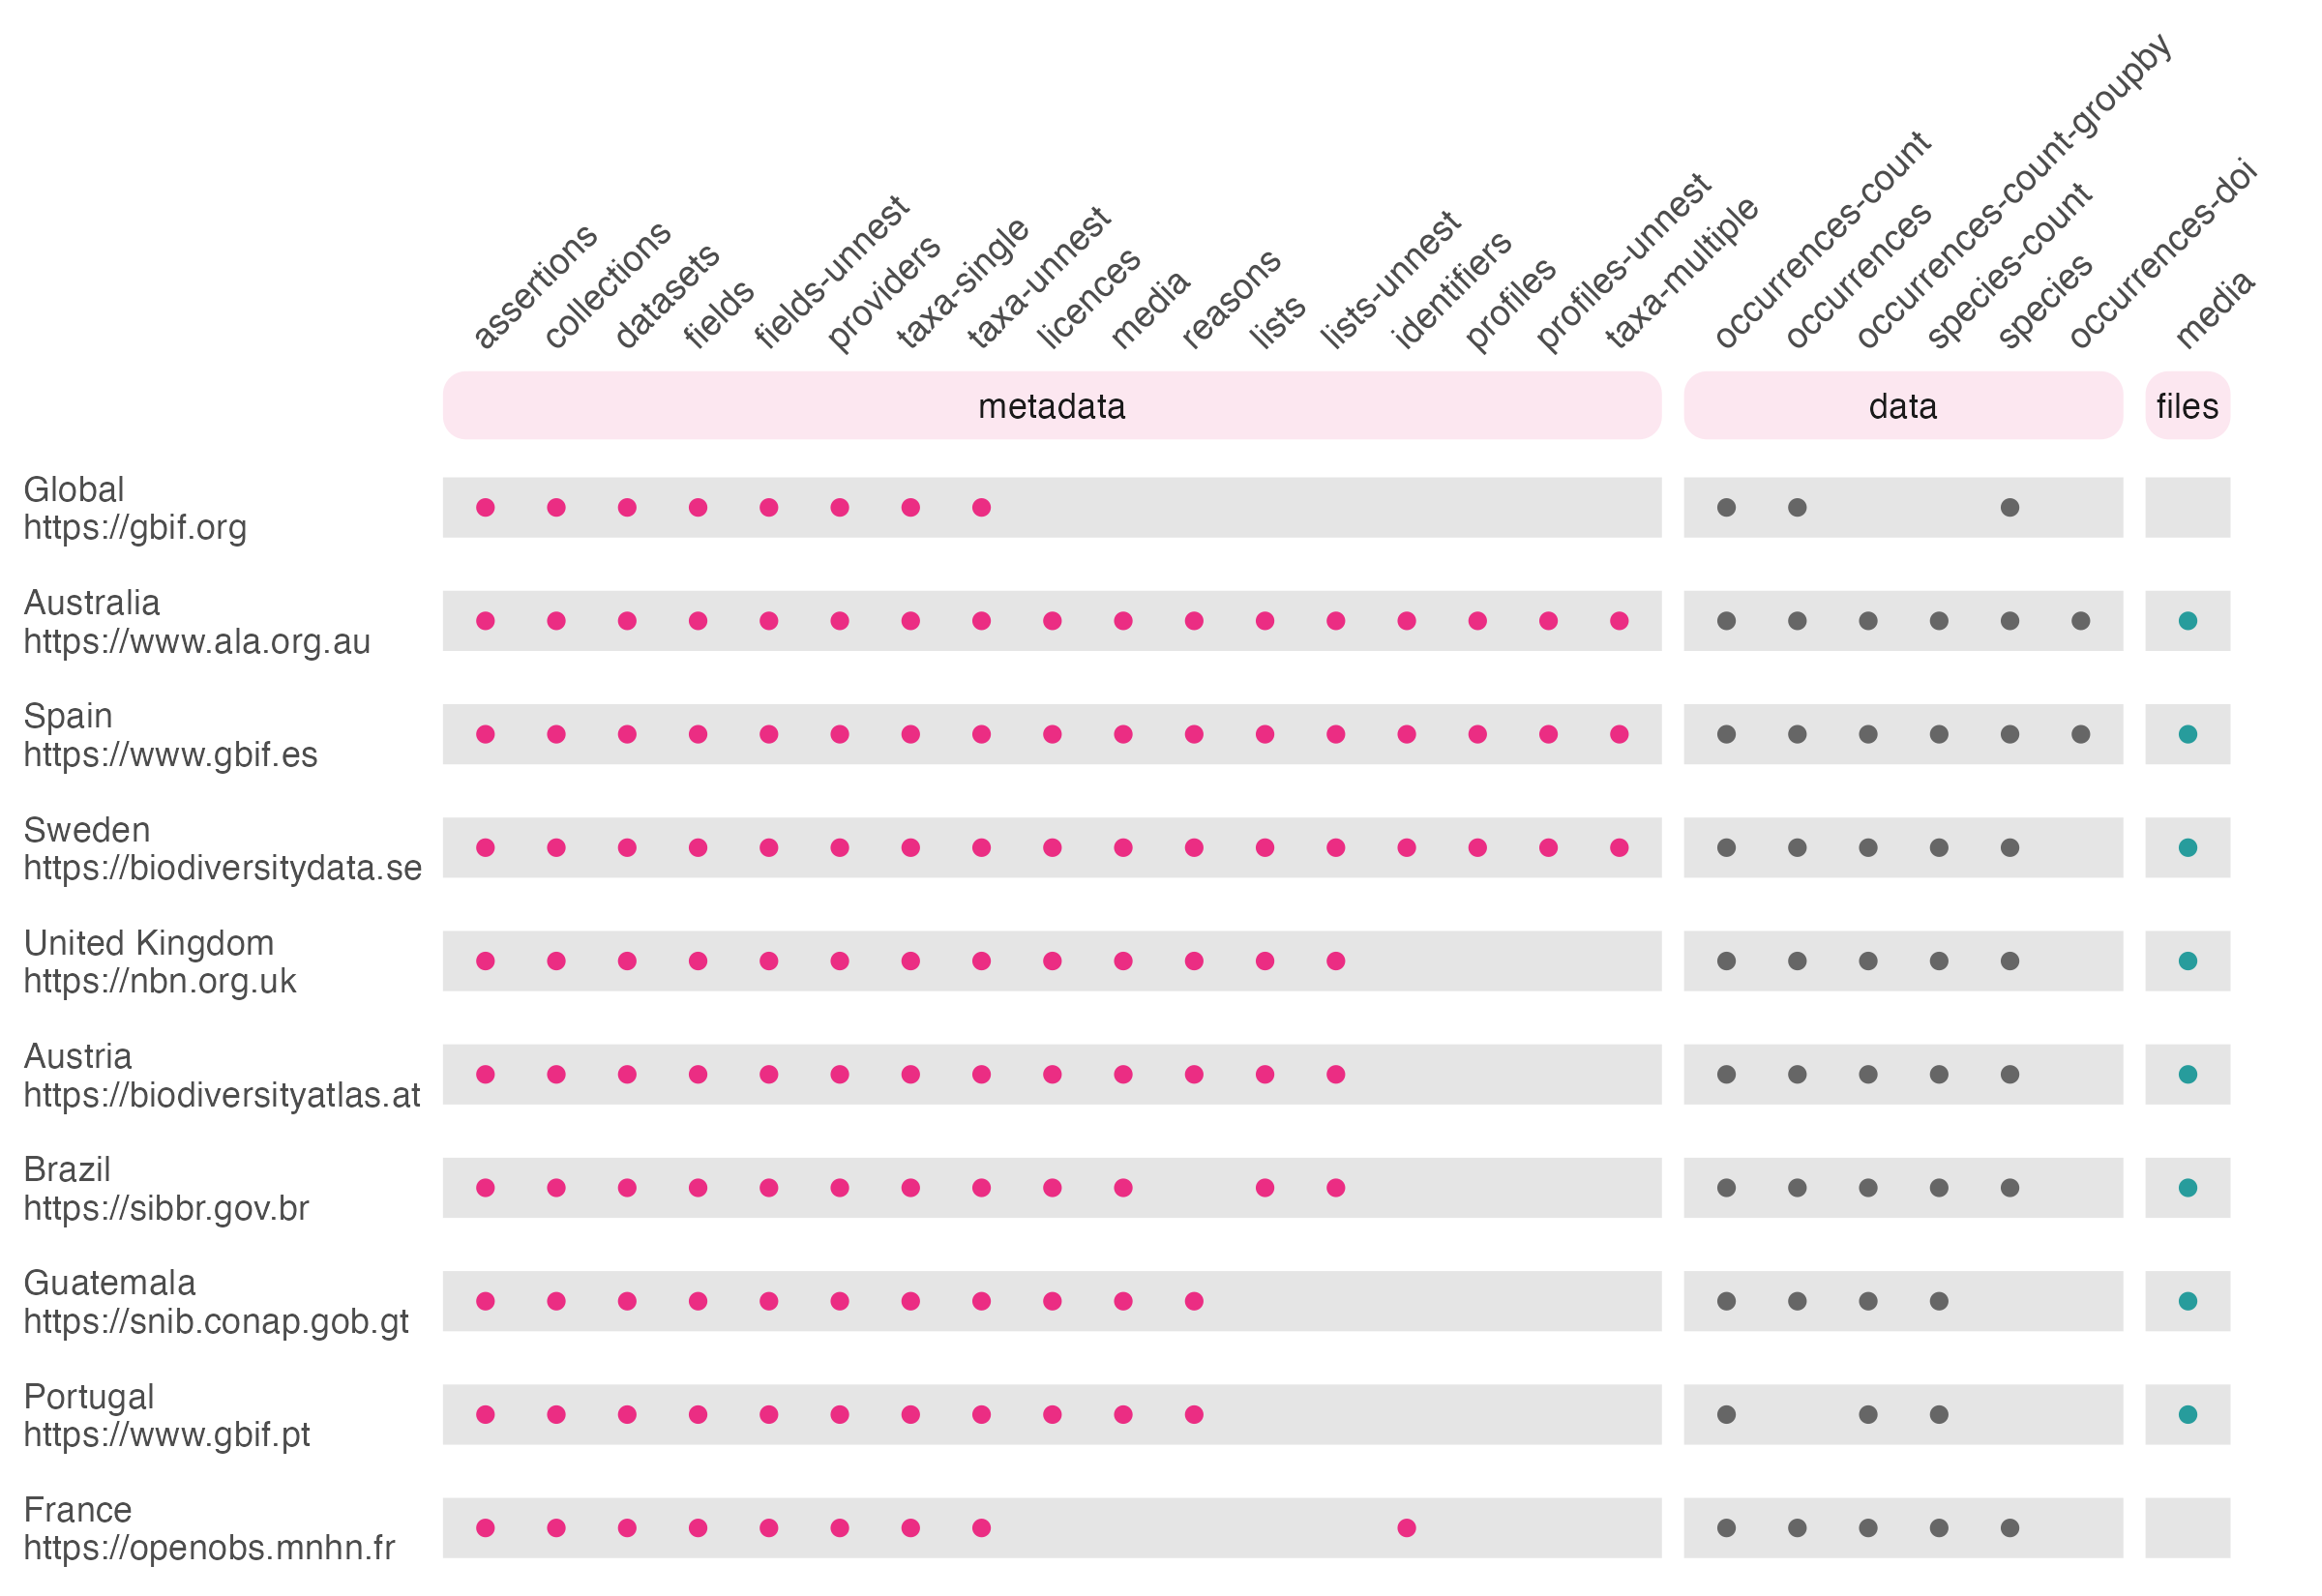 assertions
collections
datasets
fields
fields-unnest
providers
taxa-single
taxa-unnest
licences
media
reasons
lists
lists-unnest
identifiers
profiles
profiles-unnest
taxa-multiple
occurrences-count
occurrences
occurrences-count-groupby
species-count
species
occurrences-doi
media
metadata
data
files
Global
https://gbif.org
Australia
https://www.ala.org.au
Spain
https://www.gbif.es
Sweden
https://biodiversitydata.se
United Kingdom
https://nbn.org.uk
Austria
https://biodiversityatlas.at
Brazil
https://sibbr.gov.br
Guatemala
https://snib.conap.gob.gt
Portugal
https://www.gbif.pt
France
https://openobs.mnhn.fr